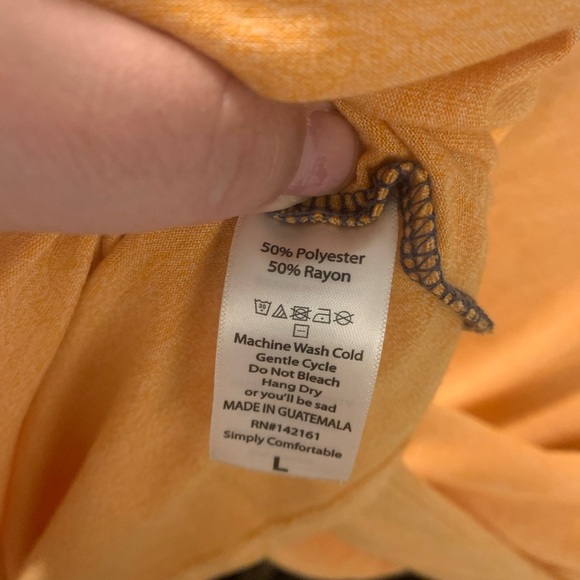 50% Polyester
50% Rayon
30
Machine Wash Cold
Gentle Cycle
Do Not Bleach
Hang Dry
or you'll be sad
MADE IN GUATEMALA
RN#142161
Simply Comfortable
L